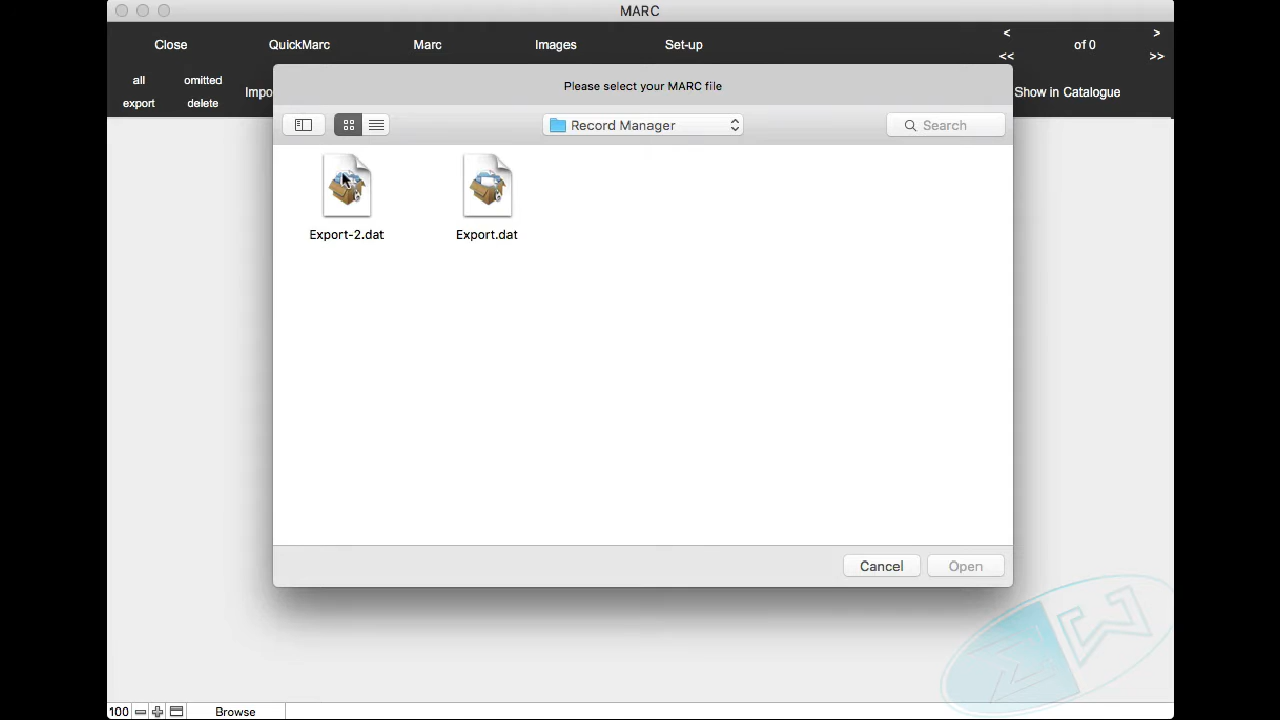 MARC
Close QuickMarc Marc Images Set-up < of 0 >
<< >>
all omitted
export delete Impo Show in Catalogue
Please select your MARC file
Record Manager Search
Export-2.dat Export.dat
Cancel Open
100 Browse